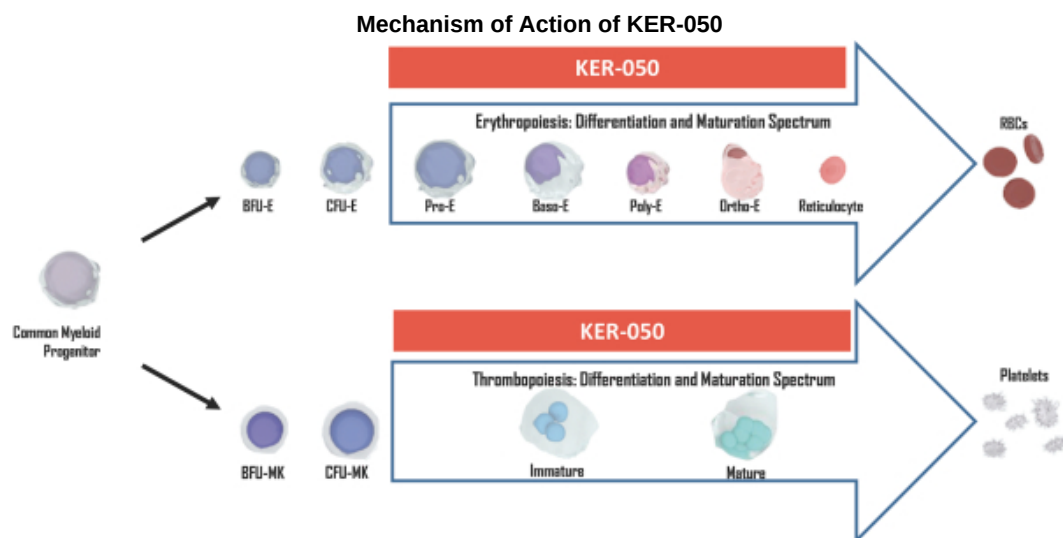 Mechanism of Action of KER-050
KER-050
Erythropoiesis: Differentiation and Maturation Spectrum
RBCs
BFU-E
CFU-E
Pro-E
Baso-E
Poly-E
Ortho-E
Reticulocyte
Common Myeloid
Progenitor
KER-050
Thrombopoiesis: Differentiation and Maturation Spectrum
Platelets
BFU-MK
CFU-MK
Immature
Mature